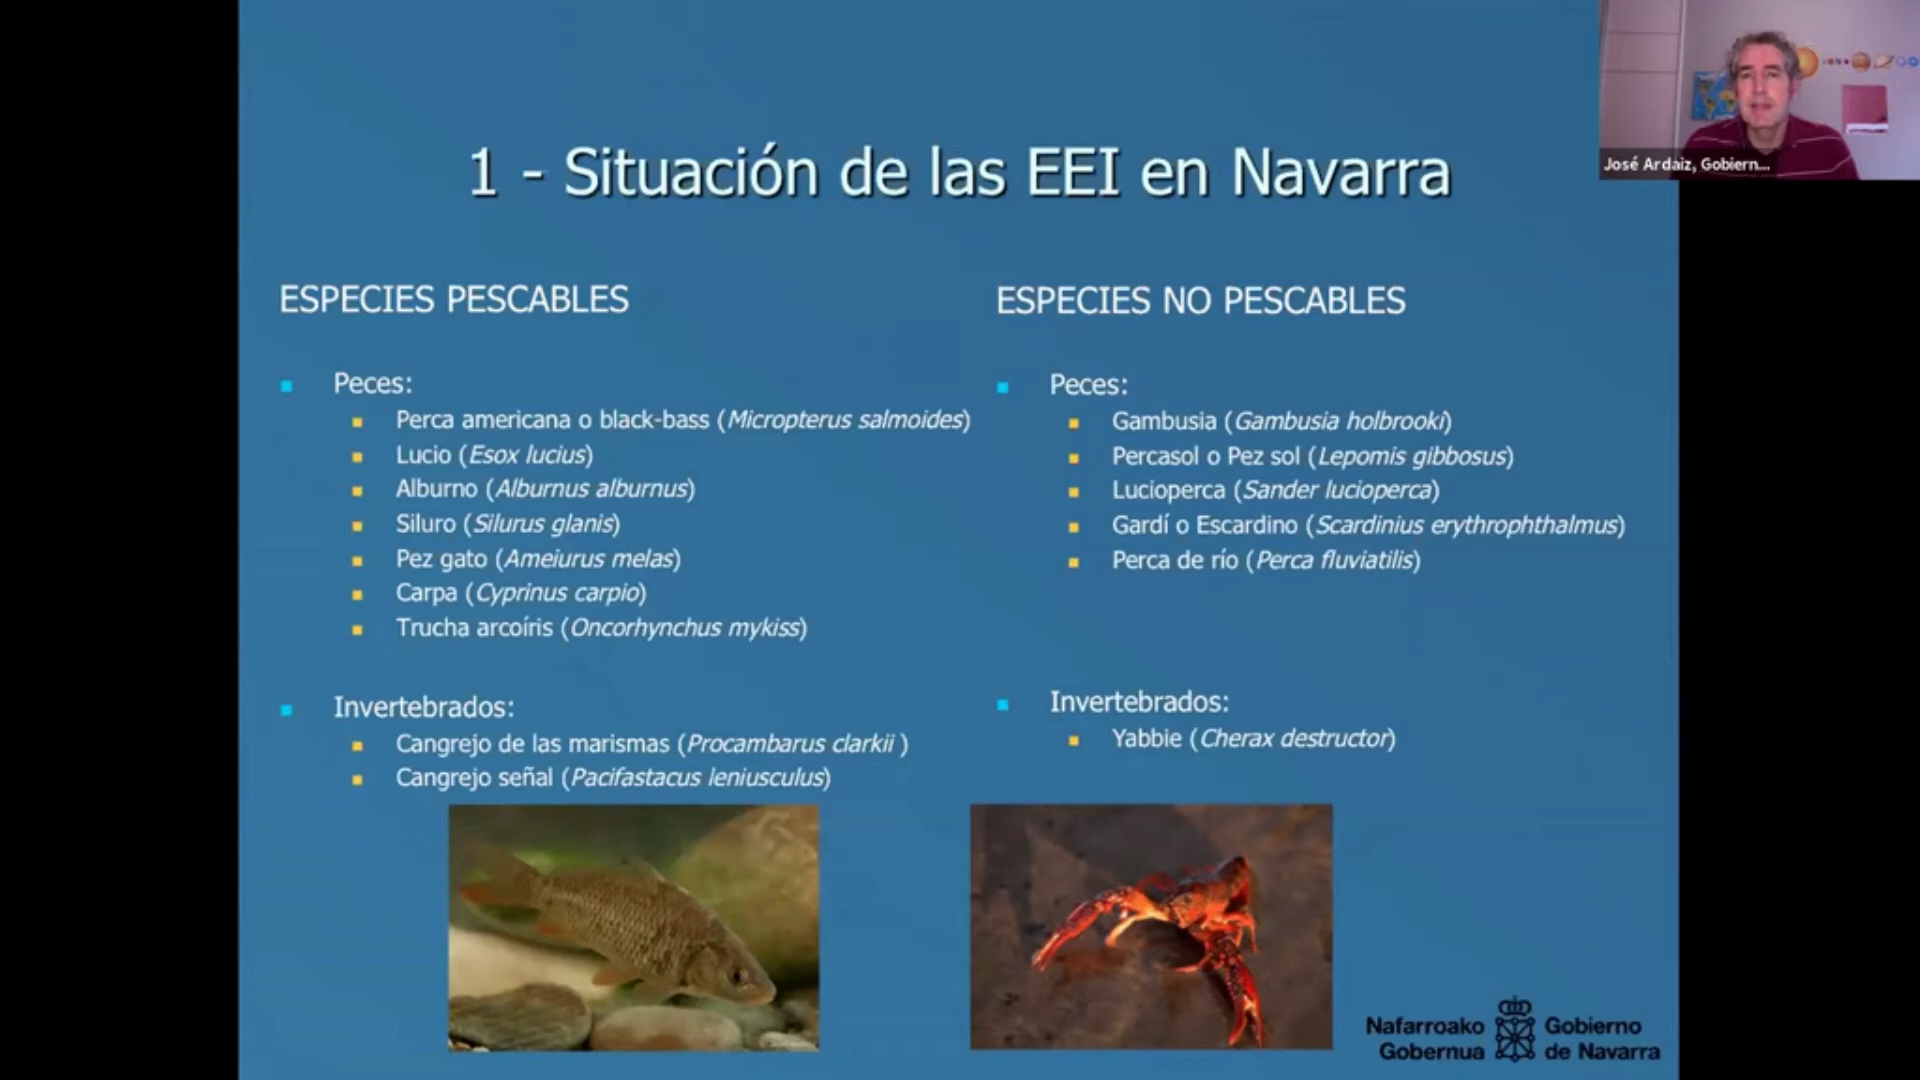 1 - Situación de las EEI en Navarra
José Ardaiz, Gobiern...
ESPECIES PESCABLES
Peces:
Perca americana o black-bass (Micropterus salmoides)
Lucio (Esox lucius)
Alburno (Alburnus alburnus)
Siluro (Silurus glanis)
Pez gato (Ameiurus melas)
Carpa (Cyprinus carpio)
Trucha arcoíris (Oncorhynchus mykiss)
Invertebrados:
Cangrejo de las marismas (Procambarus clarkii )
Cangrejo señal (Pacifastacus leniusculus)
ESPECIES NO PESCABLES
Peces:
Gambusia (Gambusia holbrooki)
Percasol o Pez sol (Lepomis gibbosus)
Lucioperca (Sander lucioperca)
Gardí o Escardino (Scardinius erythrophthalmus)
Perca de río (Perca fluviatilis)
Invertebrados:
Yabbie (Cherax destructor)
Nafarroako Gobernua
Gobierno de Navarra